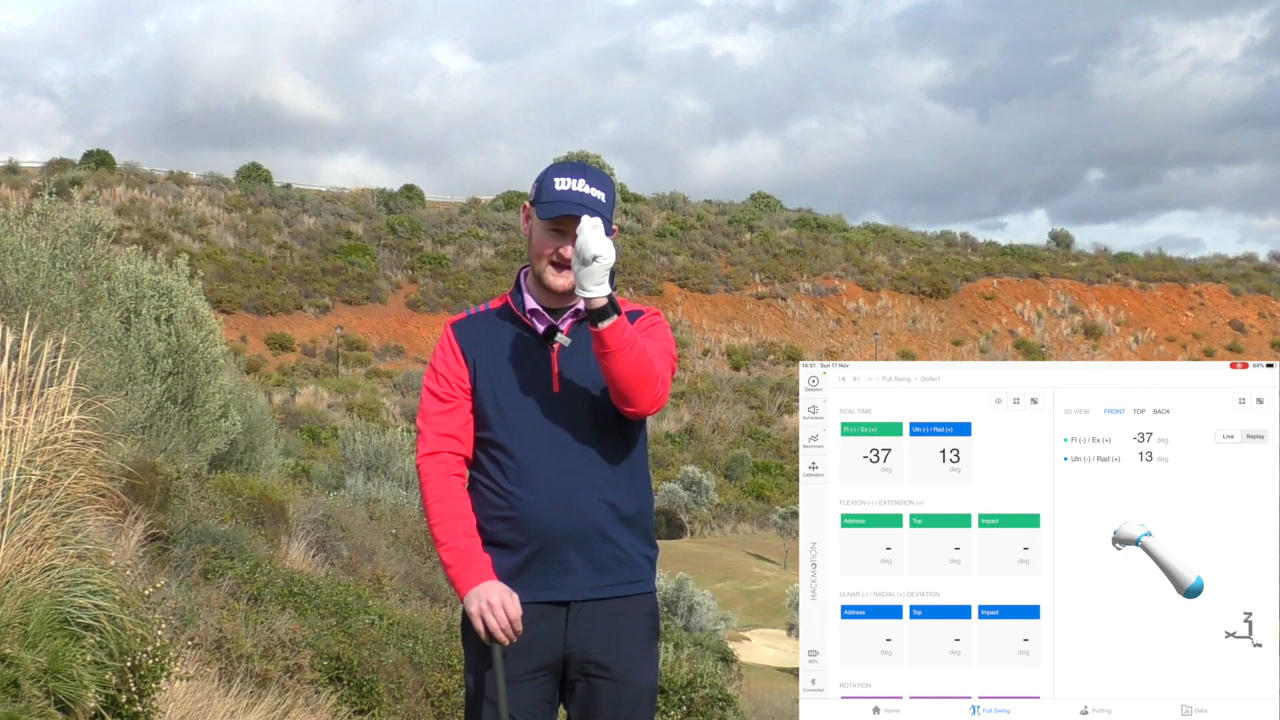 Wilson
14:51 Sun 17 Nov
84%
Session
Full Swing • Golfer1
No Feedback
REAL TIME
Fl (-) / Ex (+)
Uln (-) / Rad (+)
-37
deg
13
deg
Benchmark
Calibration
FLEXION (-) / EXTENSION (+)
Address
Top
Impact
-
deg
-
deg
-
deg
HACKMOTION
ULNAR (-) / RADIAL (+) DEVIATION
Address
Top
Impact
-
deg
-
deg
-
deg
80%
Connected
ROTATION
3D VIEW
FRONT
TOP
BACK
Fl (-) / Ex (+) -37 deg
Uln (-) / Rad (+) 13 deg
Live
Replay
Home
Full Swing
Putting
Data